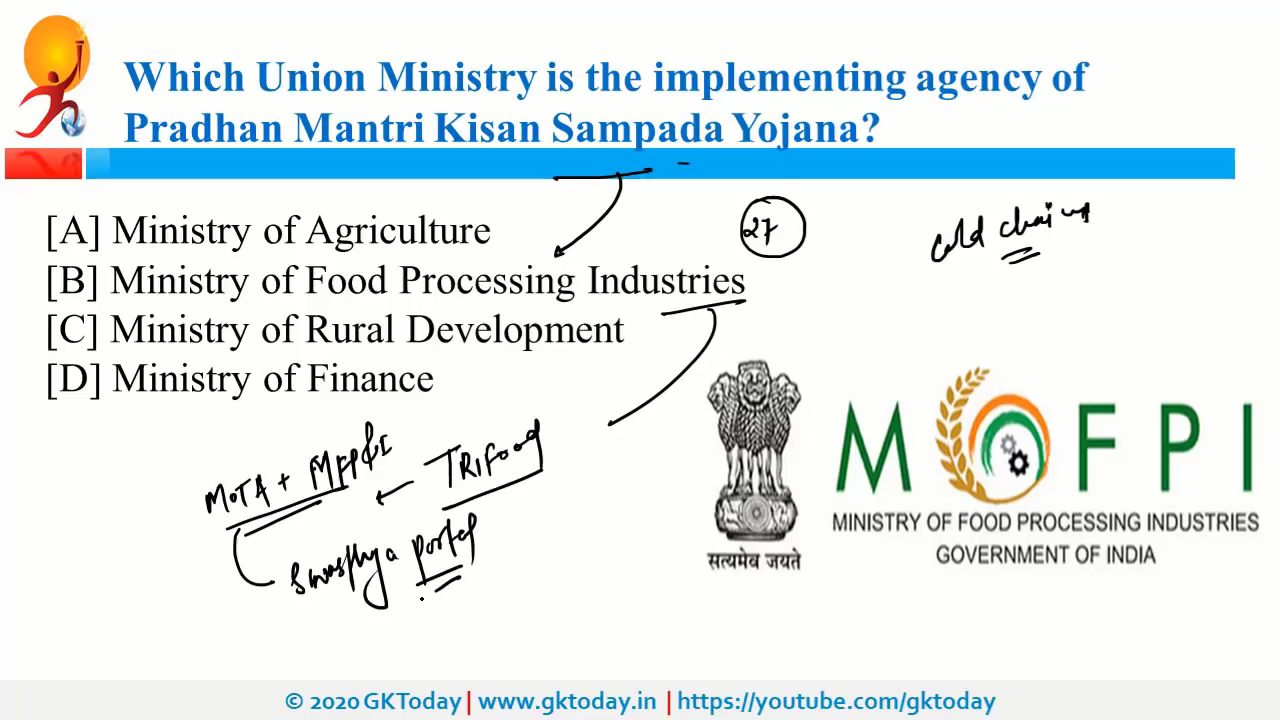 Which Union Ministry is the implementing agency of
Pradhan Mantri Kisan Sampada Yojana?
[A] Ministry of Agriculture
27
cold chain
[B] Ministry of Food Processing Industries
[C] Ministry of Rural Development
[D] Ministry of Finance
MOFPI
MINISTRY OF FOOD PROCESSING INDUSTRIES
GOVERNMENT OF INDIA
सत्यमेव जयते
TRIFood
MoTA +
Swasthya portal
© 2020 GKToday | www.gktoday.in | https://youtube.com/gktoday